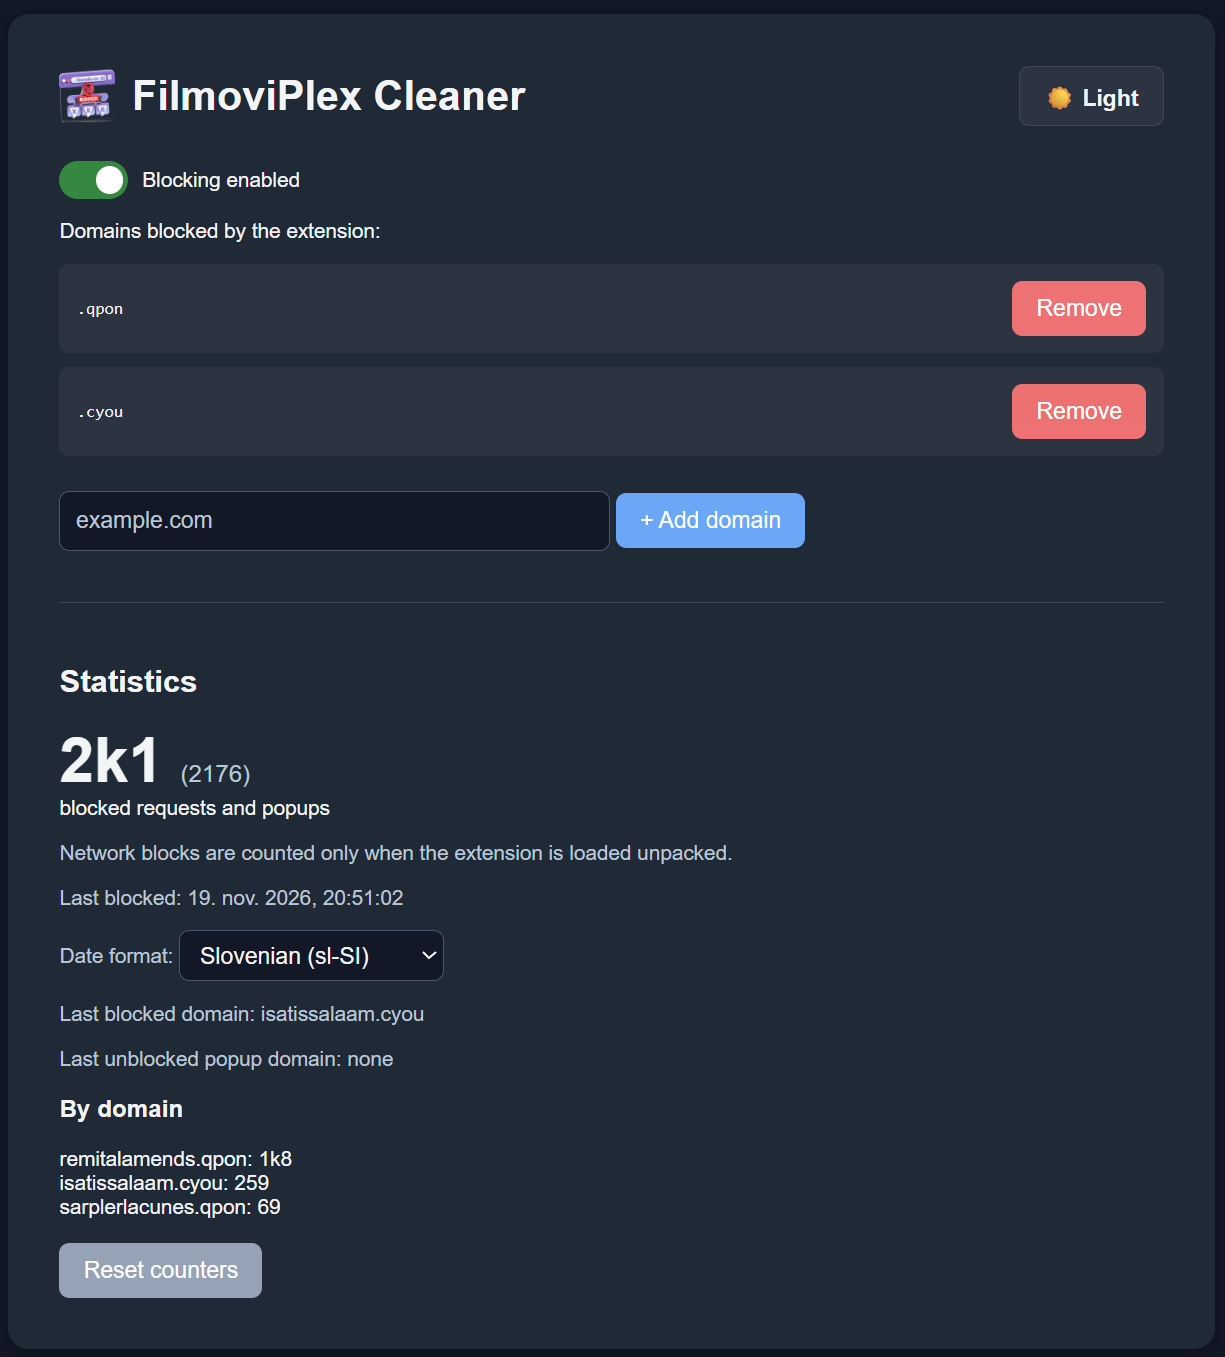 FilmoviPlex Cleaner
Light
Blocking enabled
Domains blocked by the extension:
.qpon
Remove
.cyou
Remove
example.com
+ Add domain
Statistics
2k1 (2176)
blocked requests and popups
Network blocks are counted only when the extension is loaded unpacked.
Last blocked: 19. nov. 2026, 20:51:02
Date format: Slovenian (sl-SI)
Last blocked domain: isatissalaam.cyou
Last unblocked popup domain: none
By domain
remitalamends.qpon: 1k8
isatissalaam.cyou: 259
sarplerlacunes.qpon: 69
Reset counters